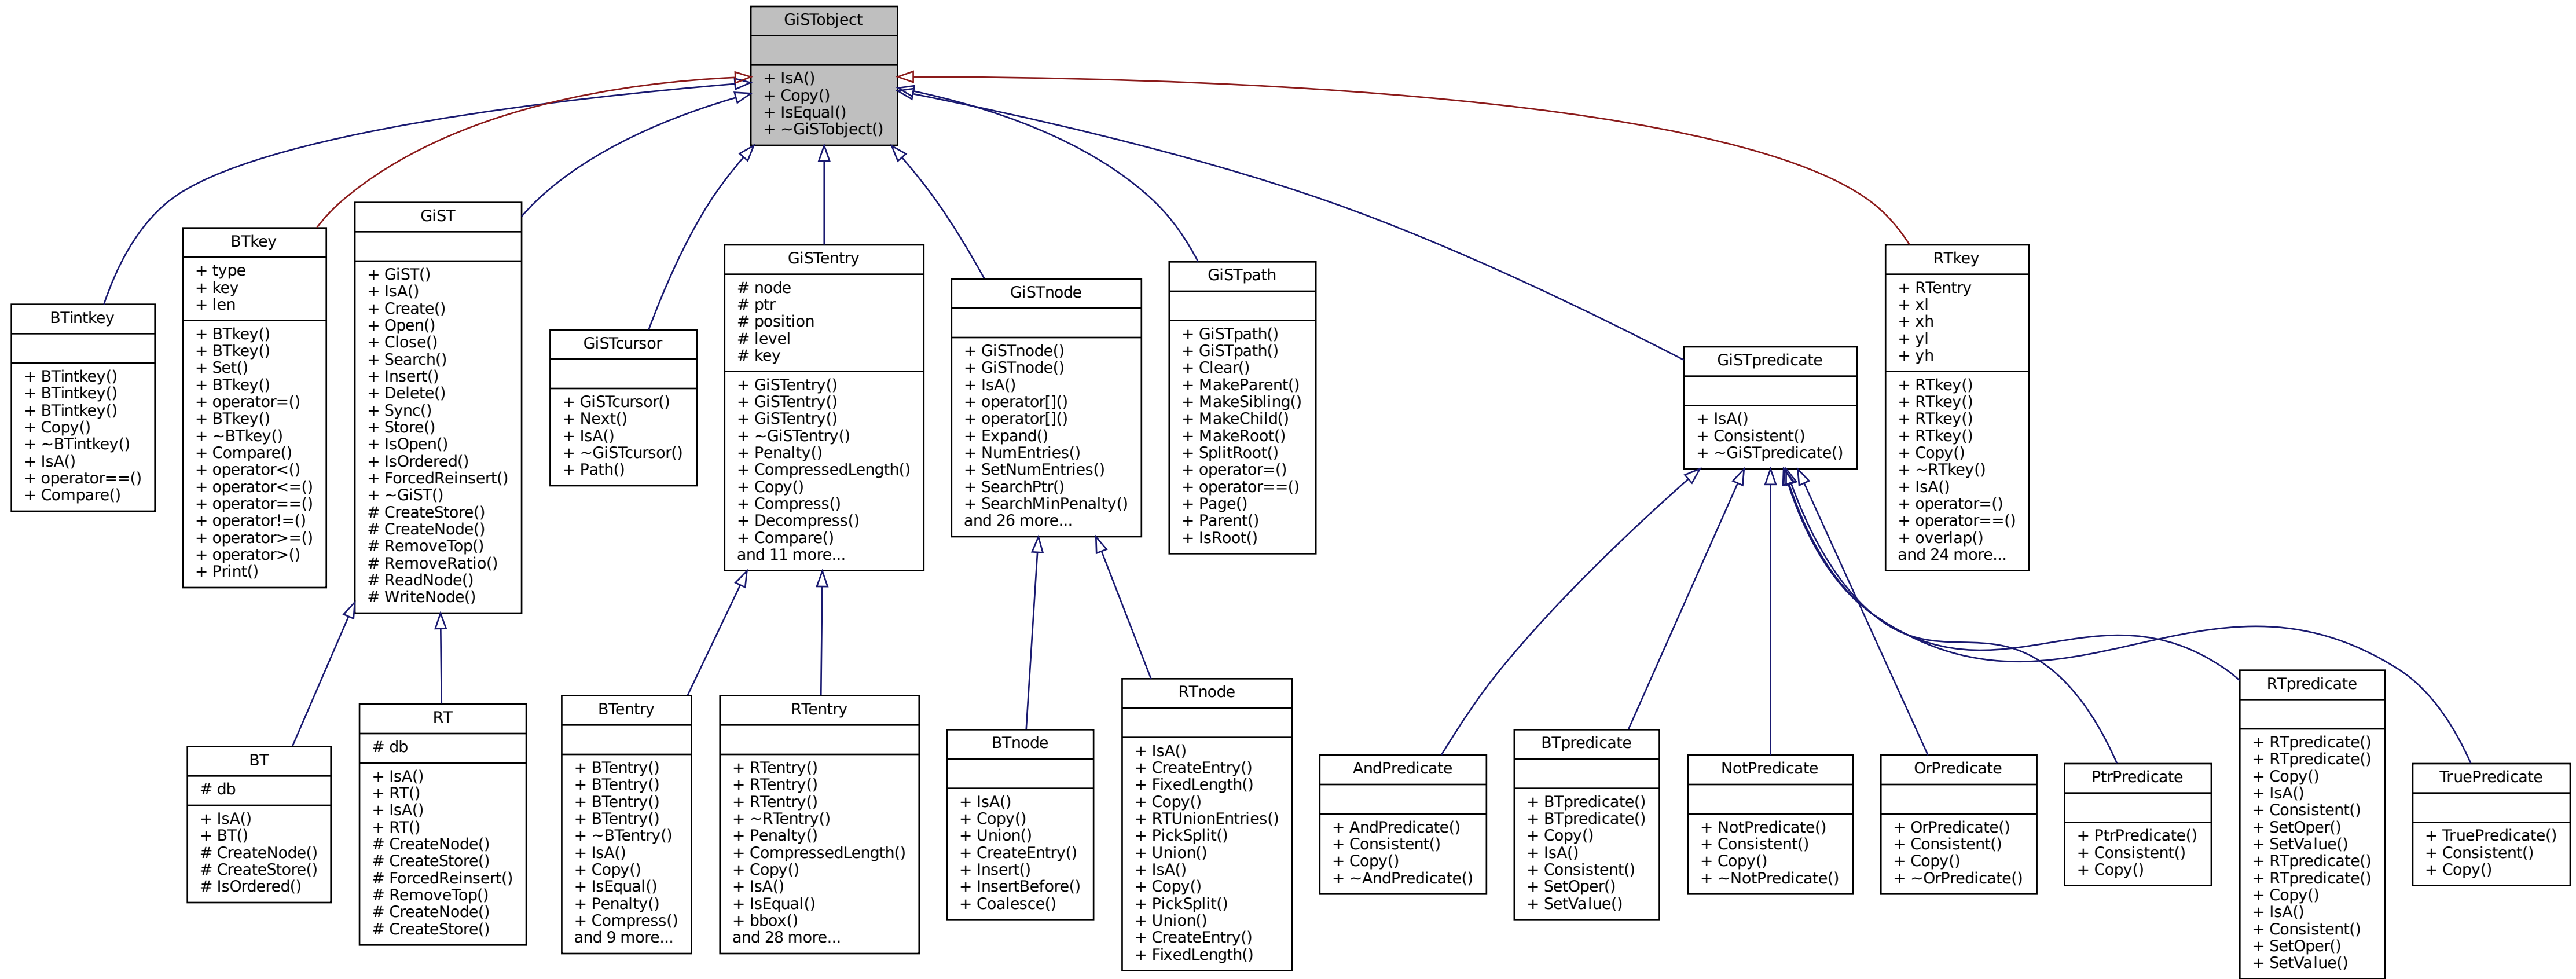 GiSTobject
+ IsA()
+ Copy()
+ IsEqual()
+ ~GiSTobject()
BTintkey
+ BTintkey()
+ BTintkey()
+ BTintkey()
+ Copy()
+ ~BTintkey()
+ IsA()
+ operator==()
+ Compare()
BTkey
+ type
+ key
+ len
+ BTkey()
+ BTkey()
+ Set()
+ BTkey()
+ operator=()
+ BTkey()
+ ~BTkey()
+ Compare()
+ operator<()
+ operator<=()
+ operator==()
+ operator!=()
+ operator>=()
+ operator>()
+ Print()
GiST
+ GiST()
+ IsA()
+ Create()
+ Open()
+ Close()
+ Search()
+ Insert()
+ Delete()
+ Sync()
+ Store()
+ IsOpen()
+ IsOrdered()
+ ForcedReinsert()
+ ~GiST()
# CreateStore()
# CreateNode()
# RemoveTop()
# RemoveRatio()
# ReadNode()
# WriteNode()
GiSTcursor
+ GiSTcursor()
+ Next()
+ IsA()
+ ~GiSTcursor()
+ Path()
GiSTentry
# node
# ptr
# position
# level
# key
+ GiSTentry()
+ GiSTentry()
+ GiSTentry()
+ ~GiSTentry()
+ Penalty()
+ CompressedLength()
+ Copy()
+ Compress()
+ Decompress()
+ Compare()
and 11 more...
GiSTnode
+ GiSTnode()
+ GiSTnode()
+ IsA()
+ operator[]()
+ operator[]()
+ Expand()
+ NumEntries()
+ SetNumEntries()
+ SearchPtr()
+ SearchMinPenalty()
and 26 more...
GiSTpath
+ GiSTpath()
+ GiSTpath()
+ Clear()
+ MakeParent()
+ MakeSibling()
+ MakeChild()
+ MakeRoot()
+ SplitRoot()
+ operator=()
+ operator==()
+ Page()
+ Parent()
+ IsRoot()
GiSTpredicate
+ IsA()
+ Consistent()
+ ~GiSTpredicate()
RTkey
+ RTentry
+ xl
+ xh
+ yl
+ yh
+ RTkey()
+ RTkey()
+ RTkey()
+ RTkey()
+ Copy()
+ ~RTkey()
+ IsA()
+ operator=()
+ operator==()
+ overlap()
and 24 more...
BT
# db
+ IsA()
+ BT()
# CreateNode()
# CreateStore()
# IsOrdered()
RT
# db
+ IsA()
+ RT()
+ IsA()
+ RT()
# CreateNode()
# CreateStore()
# ForcedReinsert()
# RemoveTop()
# CreateNode()
# CreateStore()
BTentry
+ BTentry()
+ BTentry()
+ BTentry()
+ BTentry()
+ ~BTentry()
+ IsA()
+ Copy()
+ IsEqual()
+ Penalty()
+ Compress()
and 9 more...
RTentry
+ RTentry()
+ RTentry()
+ RTentry()
+ ~RTentry()
+ Penalty()
+ CompressedLength()
+ Copy()
+ IsA()
+ IsEqual()
+ bbox()
and 28 more...
BTnode
+ IsA()
+ Copy()
+ Union()
+ CreateEntry()
+ Insert()
+ InsertBefore()
+ Coalesce()
RTnode
+ IsA()
+ CreateEntry()
+ FixedLength()
+ Copy()
+ RTUnionEntries()
+ PickSplit()
+ Union()
+ IsA()
+ Copy()
+ PickSplit()
+ Union()
+ CreateEntry()
+ FixedLength()
AndPredicate
+ AndPredicate()
+ Consistent()
+ Copy()
+ ~AndPredicate()
BTpredicate
+ BTpredicate()
+ BTpredicate()
+ Copy()
+ IsA()
+ Consistent()
+ SetOper()
+ SetValue()
NotPredicate
+ NotPredicate()
+ Consistent()
+ Copy()
+ ~NotPredicate()
OrPredicate
+ OrPredicate()
+ Consistent()
+ Copy()
+ ~OrPredicate()
PtrPredicate
+ PtrPredicate()
+ Consistent()
+ Copy()
RTpredicate
+ RTpredicate()
+ RTpredicate()
+ Copy()
+ IsA()
+ Consistent()
+ SetOper()
+ SetValue()
+ RTpredicate()
+ RTpredicate()
+ Copy()
+ IsA()
+ Consistent()
+ SetOper()
+ SetValue()
TruePredicate
+ TruePredicate()
+ Consistent()
+ Copy()